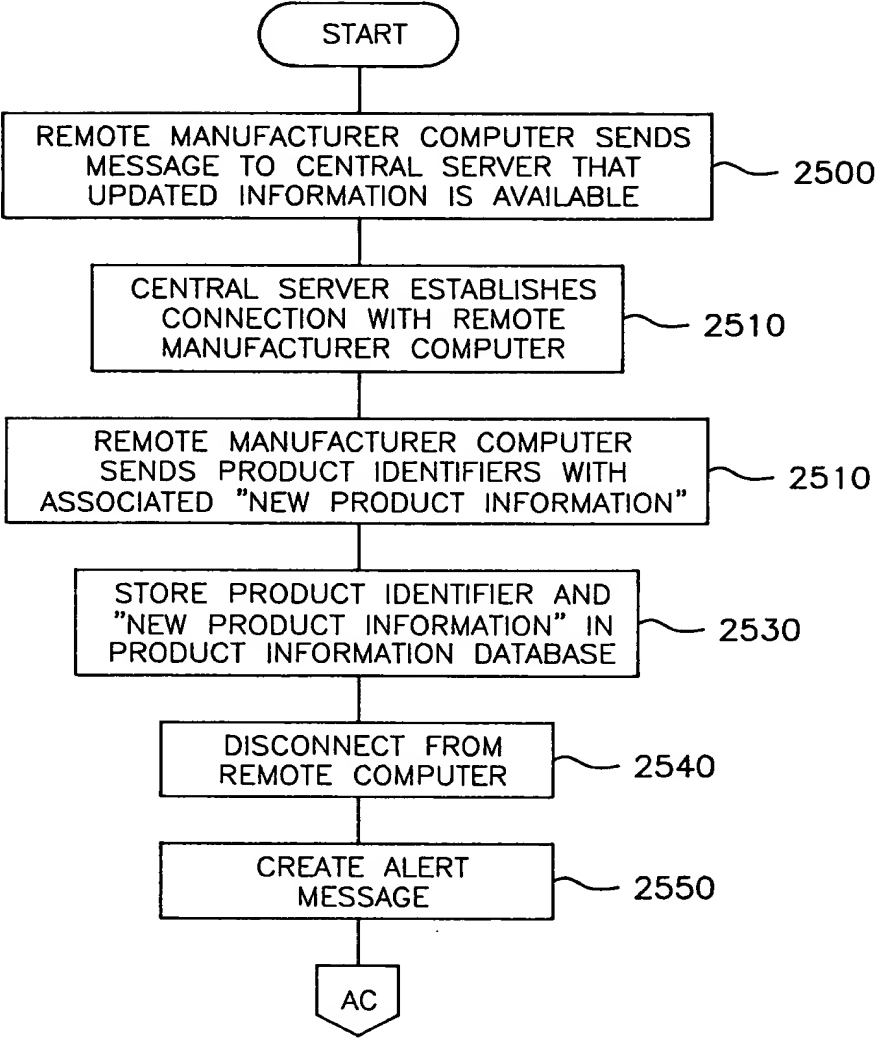 START
REMOTE MANUFACTURER COMPUTER SENDS
MESSAGE TO CENTRAL SERVER THAT
UPDATED INFORMATION IS AVAILABLE
2500
CENTRAL SERVER ESTABLISHES
CONNECTION WITH REMOTE
MANUFACTURER COMPUTER
2510
REMOTE MANUFACTURER COMPUTER
SENDS PRODUCT IDENTIFIERS WITH
ASSOCIATED "NEW PRODUCT INFORMATION"
2510
STORE PRODUCT IDENTIFIER AND
"NEW PRODUCT INFORMATION" IN
PRODUCT INFORMATION DATABASE
2530
DISCONNECT FROM
REMOTE COMPUTER
2540
CREATE ALERT
MESSAGE
2550
AC